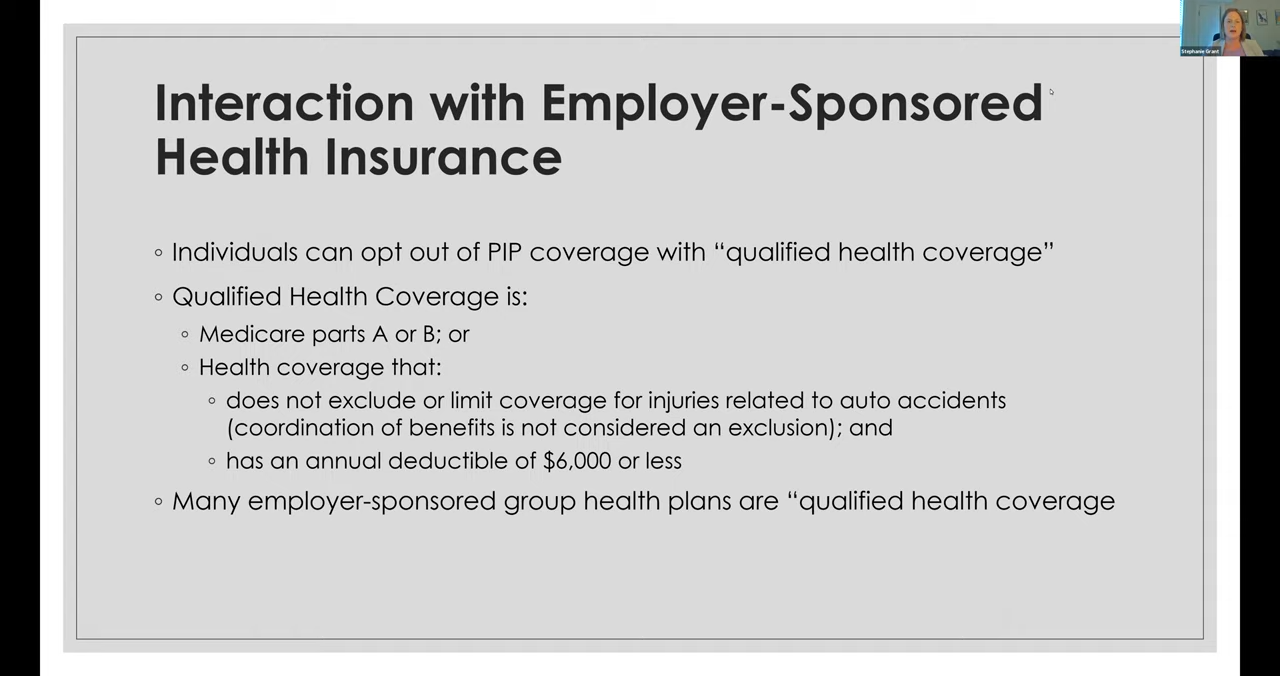 Stephanie Grant
Interaction with Employer-Sponsored
Health Insurance
◦ Individuals can opt out of PIP coverage with “qualified health coverage”
◦ Qualified Health Coverage is:
◦ Medicare parts A or B; or
◦ Health coverage that:
◦ does not exclude or limit coverage for injuries related to auto accidents
(coordination of benefits is not considered an exclusion); and
◦ has an annual deductible of $6,000 or less
◦ Many employer-sponsored group health plans are “qualified health coverage